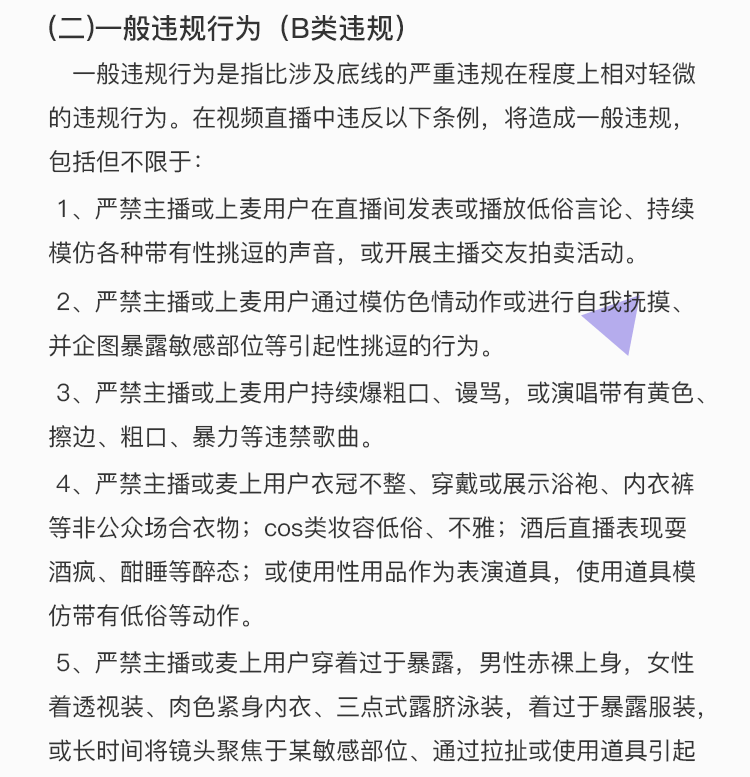 (二)一般违规行为（B类违规）
一般违规行为是指比涉及底线的严重违规在程度上相对轻微
的违规行为。在视频直播中违反以下条例，将造成一般违规，
包括但不限于：
1、严禁主播或上麦用户在直播间发表或播放低俗言论、持续
模仿各种带有性挑逗的声音，或开展主播交友拍卖活动。
2、严禁主播或上麦用户通过模仿色情动作或进行自我抚摸、
并企图暴露敏感部位等引起性挑逗的行为。
3、严禁主播或上麦用户持续爆粗口、谩骂，或演唱带有黄色、
擦边、粗口、暴力等违禁歌曲。
4、严禁主播或麦上用户衣冠不整、穿戴或展示浴袍、内衣裤
等非公众场合衣物；cos类妆容低俗、不雅；酒后直播表现耍
酒疯、酣睡等醉态；或使用性用品作为表演道具，使用道具模
仿带有低俗等动作。
5、严禁主播或麦上用户穿着过于暴露，男性赤裸上身，女性
着透视装、肉色紧身内衣、三点式露脐泳装，着过于暴露服装，
或长时间将镜头聚焦于某敏感部位、通过拉扯或使用道具引起